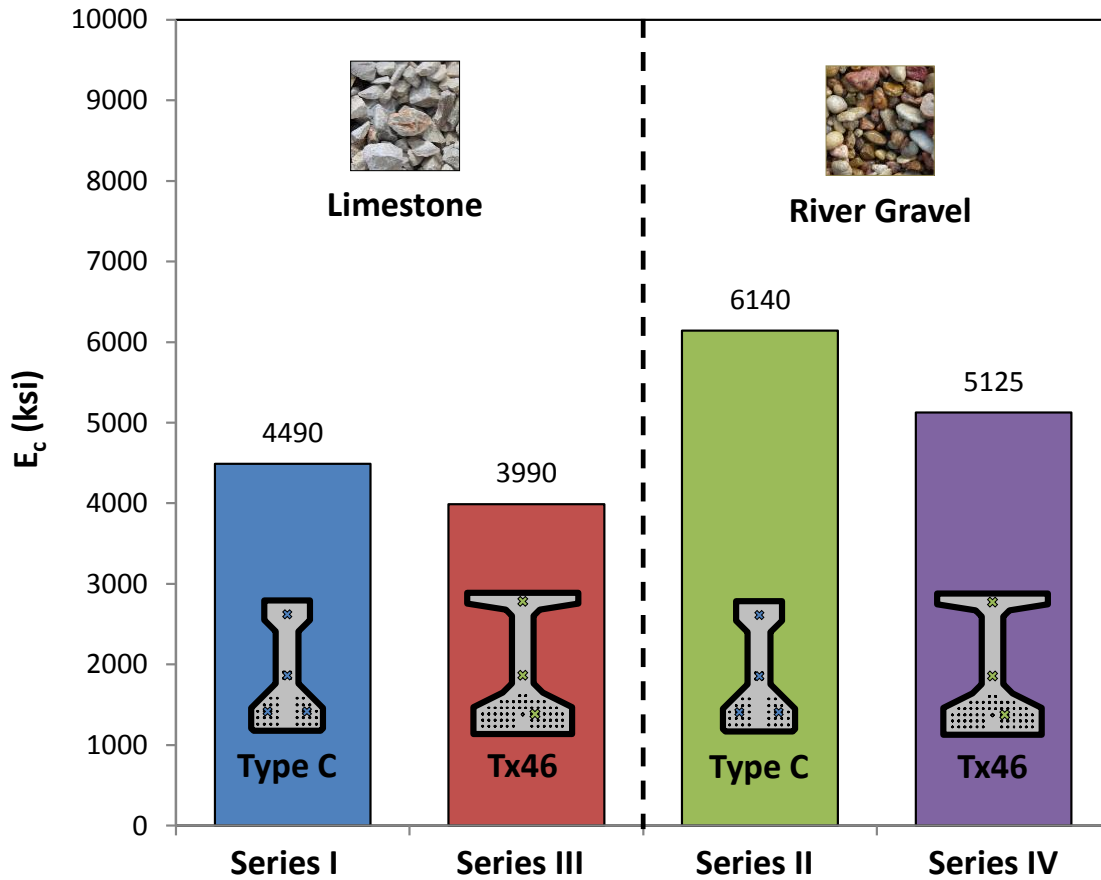 10000
9000
8000
7000
6000
5000
4000
3000
2000
1000
0
E_c (ksi)
Limestone
River Gravel
4490
3990
6140
5125
Type C
Tx46
Type C
Tx46
Series I
Series III
Series II
Series IV